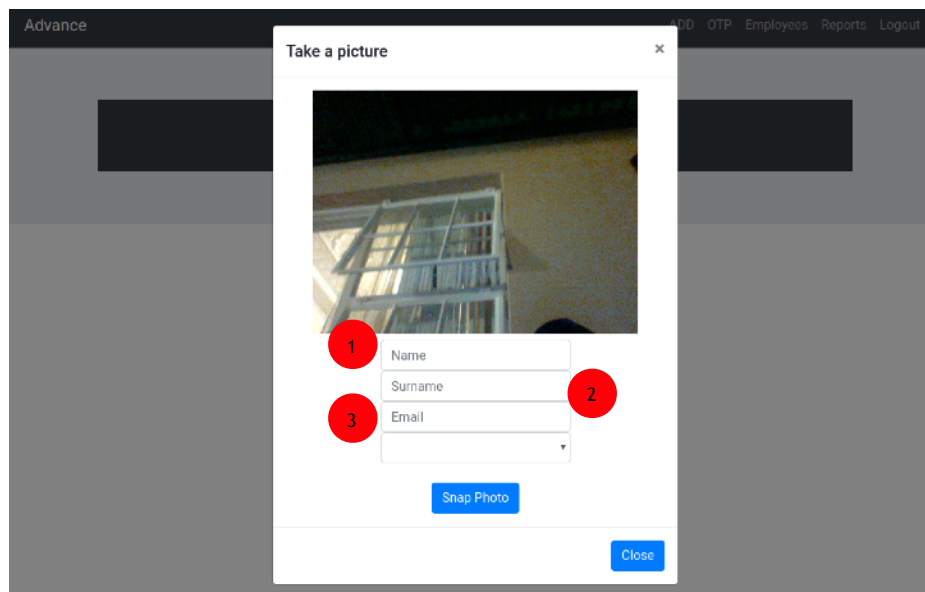 Advance ADD OTP Employees Reports Logout
Take a picture ×
1 Name
Surname 2
3 Email
Snap Photo
Close